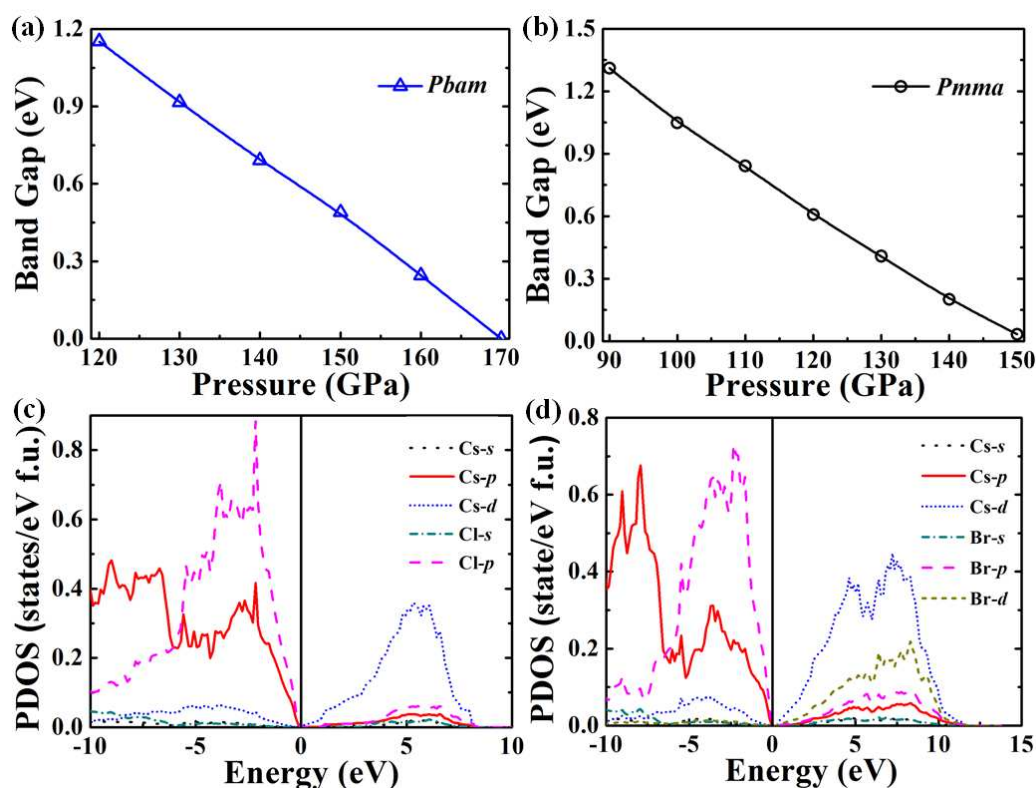 (a)
1.2
0.9
0.6
0.3
0.0
Band Gap (eV)
Pbam
120 130 140 150 160 170
Pressure (GPa)
(b)
1.5
1.2
0.9
0.6
0.3
0.0
Band Gap (eV)
Pmma
90 100 110 120 130 140 150
Pressure (GPa)
(c)
0.8
0.6
0.4
0.2
0.0
PDOS (states/eV f.u.)
Cs-s
Cs-p
Cs-d
Cl-s
Cl-p
-10 -5 0 5 10
Energy (eV)
(d)
0.8
0.6
0.4
0.2
0.0
PDOS (state/eV f.u.)
Cs-s
Cs-p
Cs-d
Br-s
Br-p
Br-d
-10 -5 0 5 10 15
Energy (eV)